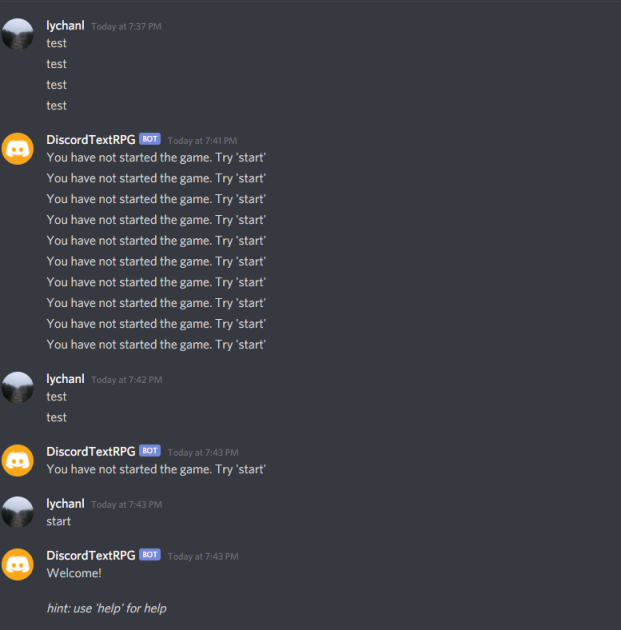 lychanl Today at 7:37 PM
test
test
test
test
DiscordTextRPG BOT Today at 7:41 PM
You have not started the game. Try 'start'
You have not started the game. Try 'start'
You have not started the game. Try 'start'
You have not started the game. Try 'start'
You have not started the game. Try 'start'
You have not started the game. Try 'start'
You have not started the game. Try 'start'
You have not started the game. Try 'start'
You have not started the game. Try 'start'
You have not started the game. Try 'start'
lychanl Today at 7:42 PM
test
test
DiscordTextRPG BOT Today at 7:43 PM
You have not started the game. Try 'start'
lychanl Today at 7:43 PM
start
DiscordTextRPG BOT Today at 7:43 PM
Welcome!
hint: use 'help' for help